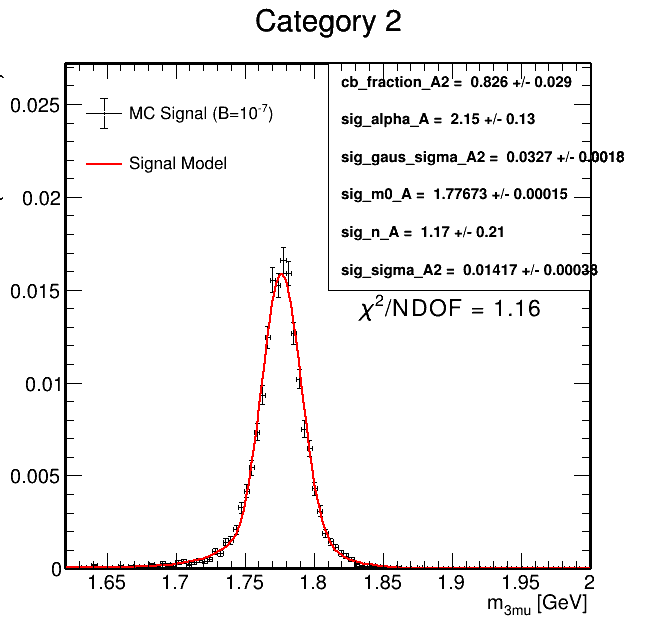 Category 2
cb_fraction_A2 = 0.826 +/- 0.029
MC Signal (B=10⁻⁷)
sig_alpha_A = 2.15 +/- 0.13
Signal Model
sig_gaus_sigma_A2 = 0.0327 +/- 0.0018
sig_m0_A = 1.77673 +/- 0.00015
sig_n_A = 1.17 +/- 0.21
sig_sigma_A2 = 0.01417 +/- 0.00038
χ²/NDOF = 1.16
0.025
0.02
0.015
0.01
0.005
0
1.65 1.7 1.75 1.8 1.85 1.9 1.95 2
m₃ₘᵤ [GeV]